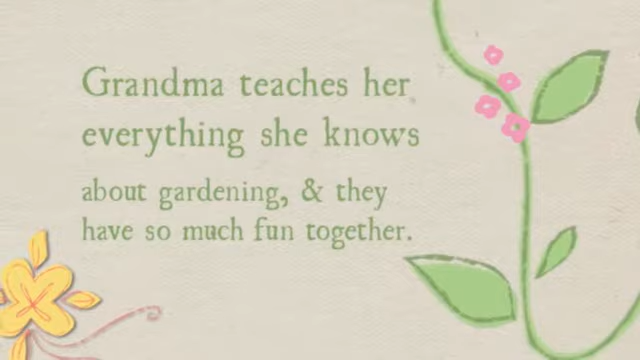 Grandma teaches her
everything she knows
about gardening, & they
have so much fun together.